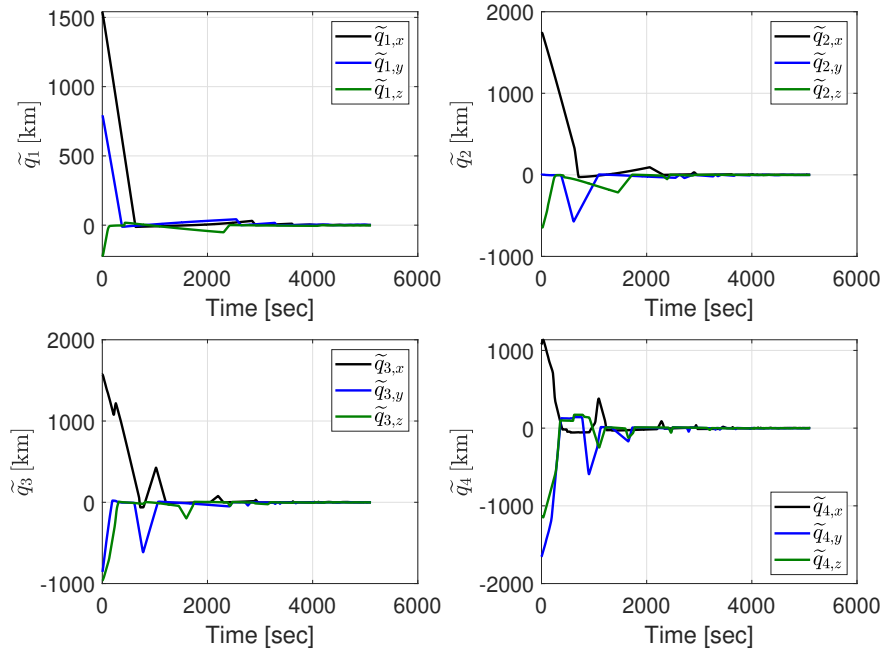 1500
1000
500
0
0
2000
4000
6000
Time [sec]
q̃₁ [km]
q̃₁,ₓ
q̃₁,y
q̃₁,z
2000
1000
0
-1000
0
2000
4000
6000
Time [sec]
q̃₂ [km]
q̃₂,ₓ
q̃₂,y
q̃₂,z
2000
1000
0
-1000
0
2000
4000
6000
Time [sec]
q̃₃ [km]
q̃₃,ₓ
q̃₃,y
q̃₃,z
1000
0
-1000
-2000
0
2000
4000
6000
Time [sec]
q̃₄ [km]
q̃₄,ₓ
q̃₄,y
q̃₄,z